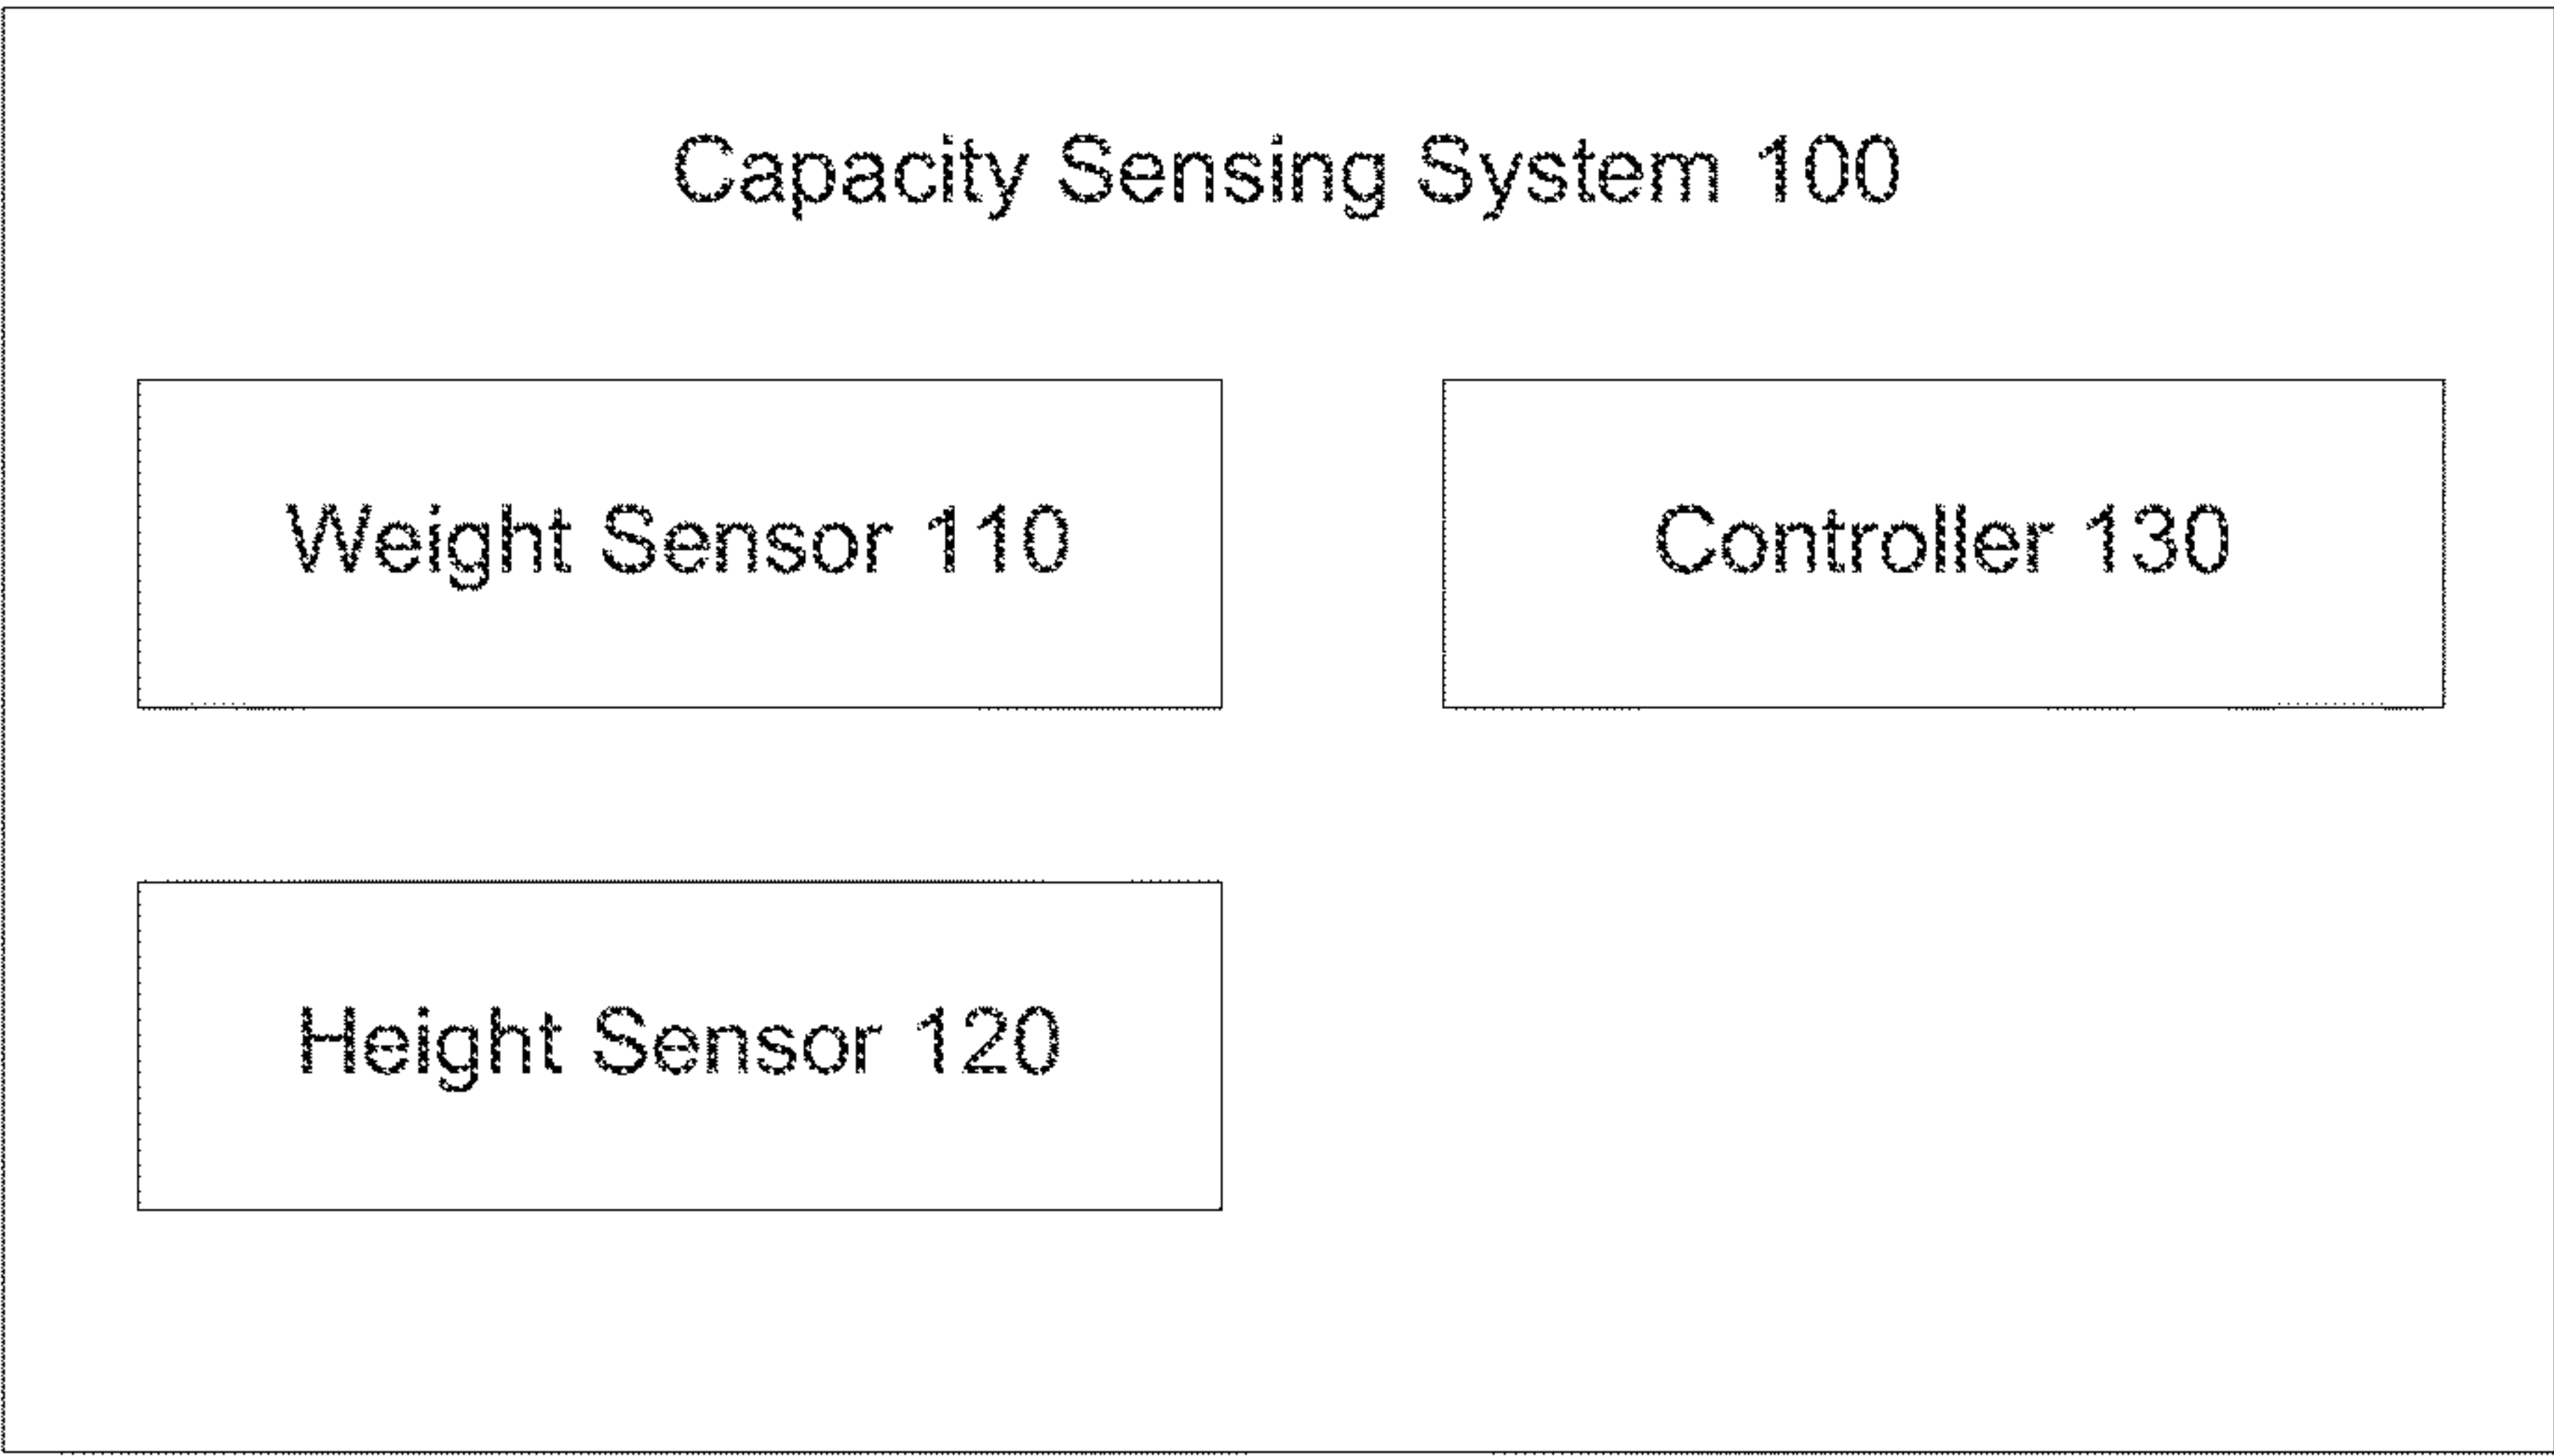 Capacity Sensing System 100
Weight Sensor 110
Controller 130
Height Sensor 120